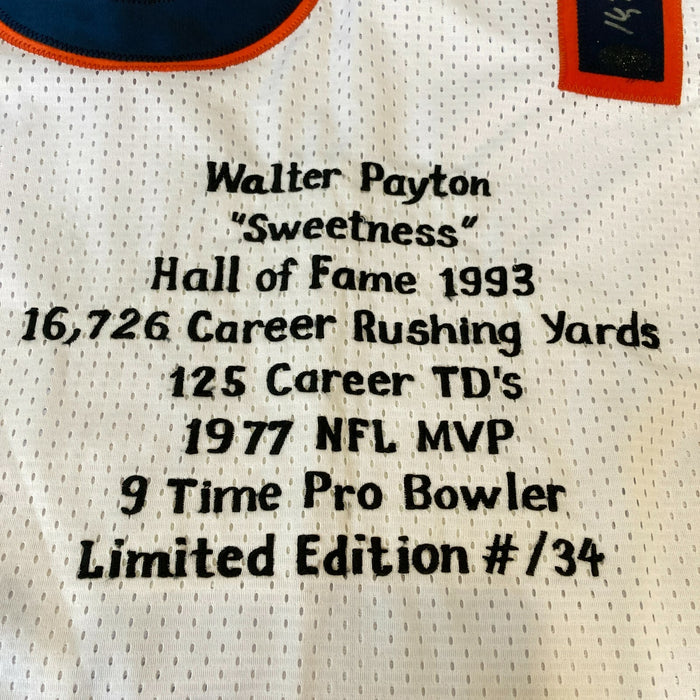 Walter Payton
"Sweetness"
Hall of Fame 1993
16,726 Career Rushing Yards
125 Career TD's
1977 NFL MVP
9 Time Pro Bowler
Limited Edition #/34